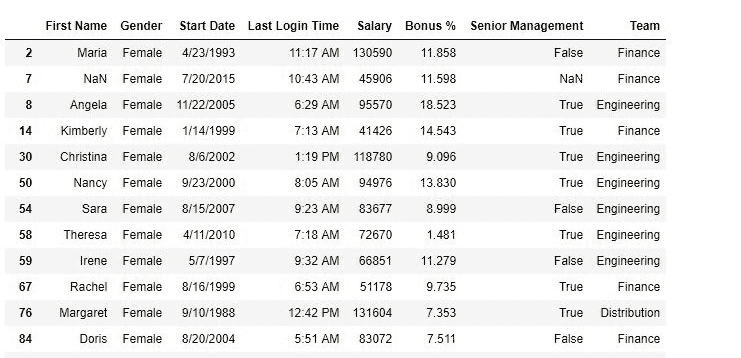 First Name Gender Start Date Last Login Time Salary Bonus % Senior Management Team
2 Maria Female 4/23/1993 11:17 AM 130590 11.858 False Finance
7 NaN Female 7/20/2015 10:43 AM 45906 11.598 NaN Finance
8 Angela Female 11/22/2005 6:29 AM 95570 18.523 True Engineering
14 Kimberly Female 1/14/1999 7:13 AM 41426 14.543 True Finance
30 Christina Female 8/6/2002 1:19 PM 118780 9.096 True Engineering
50 Nancy Female 9/23/2000 8:05 AM 94976 13.830 True Engineering
54 Sara Female 8/15/2007 9:23 AM 83677 8.999 False Engineering
58 Theresa Female 4/11/2010 7:18 AM 72670 1.481 True Engineering
59 Irene Female 5/7/1997 9:32 AM 66851 11.279 False Engineering
67 Rachel Female 8/16/1999 6:53 AM 51178 9.735 True Finance
76 Margaret Female 9/10/1988 12:42 PM 131604 7.353 True Distribution
84 Doris Female 8/20/2004 5:51 AM 83072 7.511 False Finance